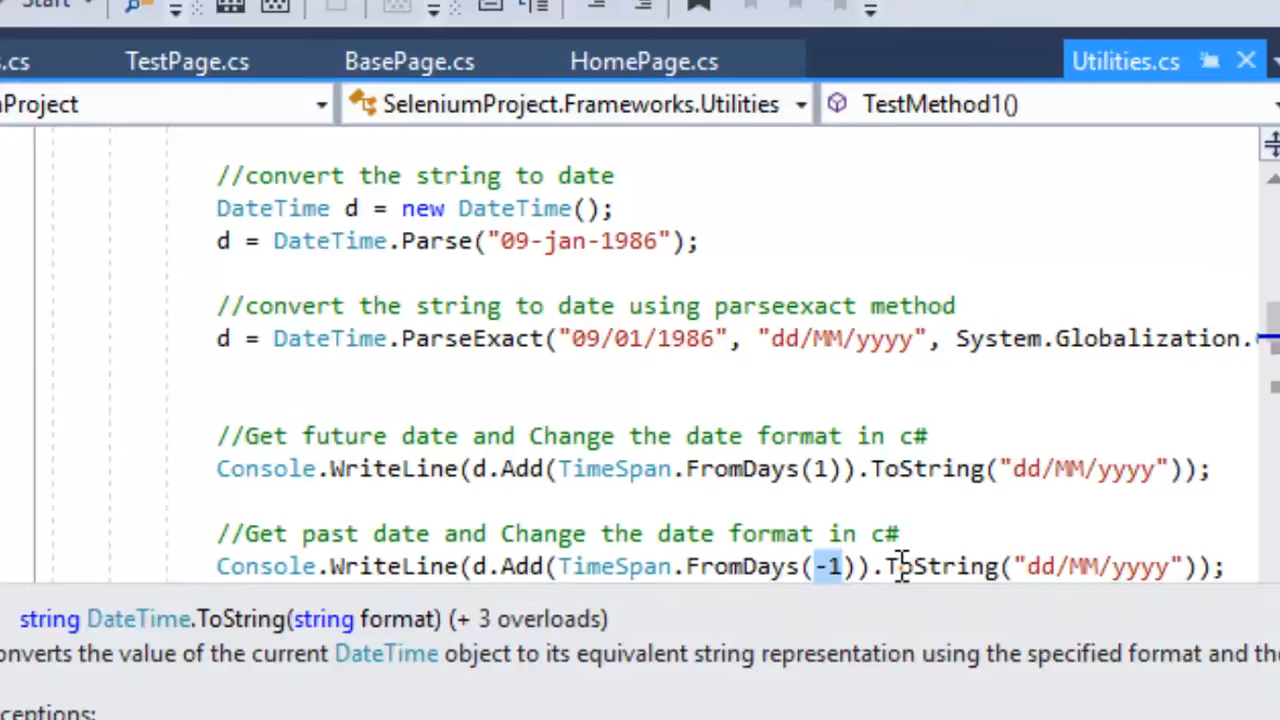 Start
.cs TestPage.cs BasePage.cs HomePage.cs Utilities.cs
Project SeleniumProject.Frameworks.Utilities TestMethod1()
//convert the string to date
DateTime d = new DateTime();
d = DateTime.Parse("09-jan-1986");
//convert the string to date using parseexact method
d = DateTime.ParseExact("09/01/1986", "dd/MM/yyyy", System.Globalization.
//Get future date and Change the date format in c#
Console.WriteLine(d.Add(TimeSpan.FromDays(1)).ToString("dd/MM/yyyy"));
//Get past date and Change the date format in c#
Console.WriteLine(d.Add(TimeSpan.FromDays(-1)).ToString("dd/MM/yyyy"));
string DateTime.ToString(string format) (+ 3 overloads)
onverts the value of the current DateTime object to its equivalent string representation using the specified format and the
ceptions: